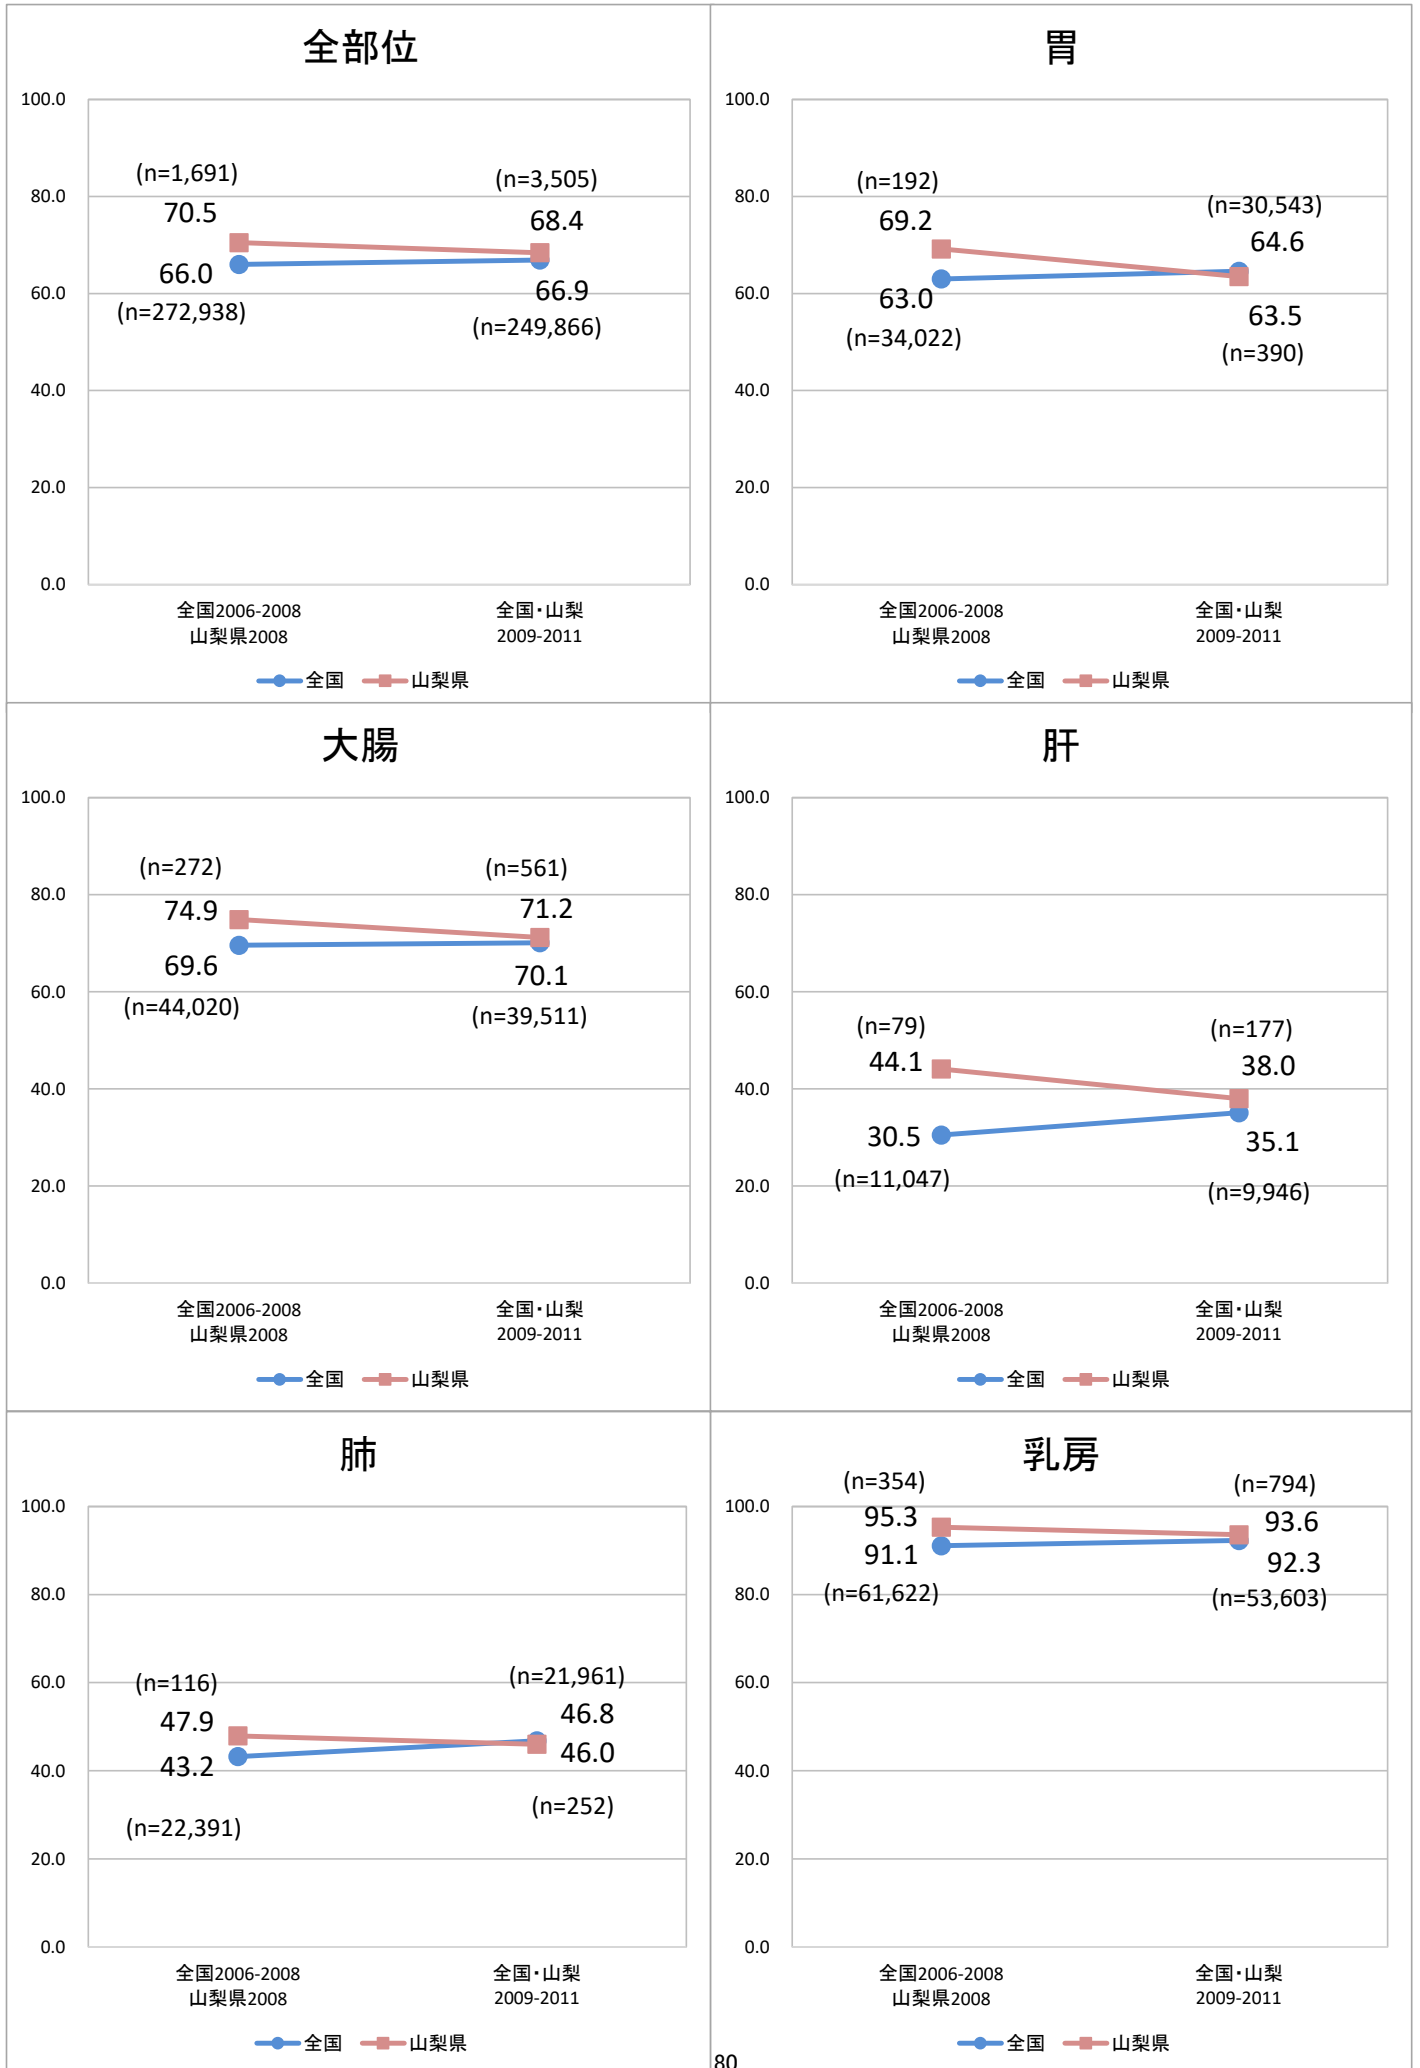 全部位
100.0
80.0
60.0
40.0
20.0
0.0
(n=1,691)
70.5
66.0
(n=272,938)
(n=3,505)
68.4
66.9
(n=249,866)
全国2006-2008
山梨県2008
全国・山梨
2009-2011
全国 山梨県
胃
100.0
80.0
60.0
40.0
20.0
0.0
(n=192)
69.2
63.0
(n=34,022)
(n=30,543)
64.6
63.5
(n=390)
全国2006-2008
山梨県2008
全国・山梨
2009-2011
全国 山梨県
大腸
100.0
80.0
60.0
40.0
20.0
0.0
(n=272)
74.9
69.6
(n=44,020)
(n=561)
71.2
70.1
(n=39,511)
全国2006-2008
山梨県2008
全国・山梨
2009-2011
全国 山梨県
肝
100.0
80.0
60.0
40.0
20.0
0.0
(n=79)
44.1
30.5
(n=11,047)
(n=177)
38.0
35.1
(n=9,946)
全国2006-2008
山梨県2008
全国・山梨
2009-2011
全国 山梨県
肺
100.0
80.0
60.0
40.0
20.0
0.0
(n=116)
47.9
43.2
(n=22,391)
(n=21,961)
46.8
46.0
(n=252)
全国2006-2008
山梨県2008
全国・山梨
2009-2011
全国 山梨県
乳房
100.0
80.0
60.0
40.0
20.0
0.0
(n=354)
95.3
91.1
(n=61,622)
(n=794)
93.6
92.3
(n=53,603)
全国2006-2008
山梨県2008
全国・山梨
2009-2011
全国 山梨県
80